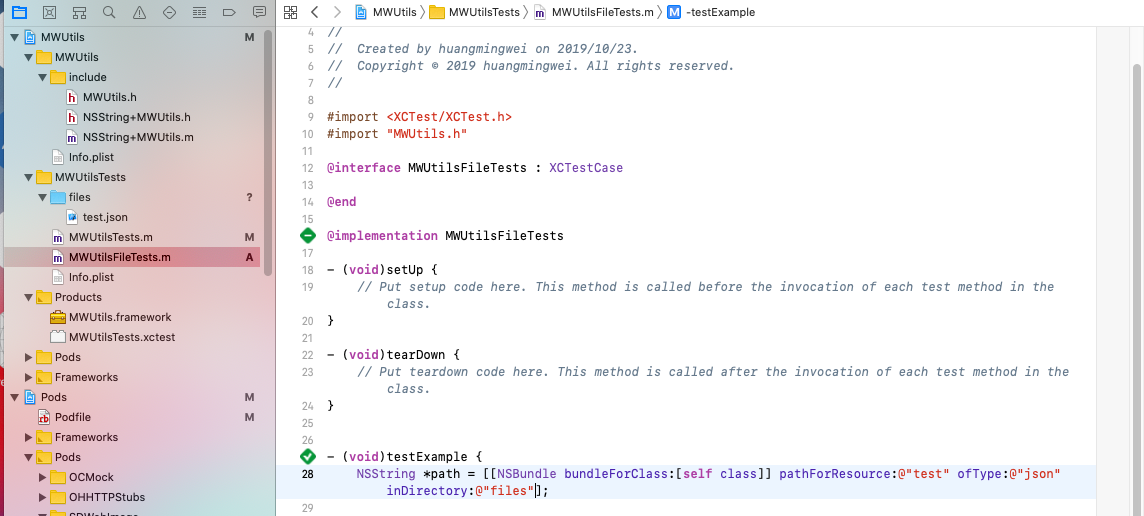 MWUtils
MWUtilsTests
MWUtilsFileTests.m
M
-testExample
MWUtils
M
MWUtils
include
h
MWUtils.h
h
NSString+MWUtils.h
m
NSString+MWUtils.m
Info.plist
MWUtilsTests
files
?
test.json
m
MWUtilsTests.m
M
m
MWUtilsFileTests.m
A
Info.plist
Products
MWUtils.framework
MWUtilsTests.xctest
Pods
Frameworks
Pods
M
rb
Podfile
M
Frameworks
Pods
OCMock
OHHTTPStubs
SDWebImage
4 //
5 //  Created by huangmingwei on 2019/10/23.
6 //  Copyright © 2019 huangmingwei. All rights reserved.
7 //
8
9 #import <XCTest/XCTest.h>
10 #import "MWUtils.h"
11
12 @interface MWUtilsFileTests : XCTestCase
13
14 @end
15
@implementation MWUtilsFileTests
17
18 - (void)setUp {
19     // Put setup code here. This method is called before the invocation of each test method in the
class.
20 }
21
22 - (void)tearDown {
23     // Put teardown code here. This method is called after the invocation of each test method in the
class.
24 }
25
26
- (void)testExample {
28     NSString *path = [[NSBundle bundleForClass:[self class]] pathForResource:@"test" ofType:@"json"
inDirectory:@"files"];
29